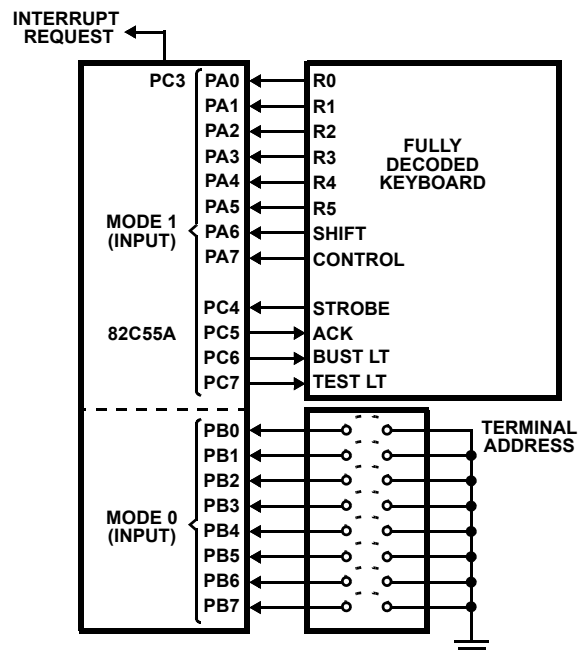 INTERRUPT
REQUEST
PC3 PA0 R0
PA1 R1
PA2 R2
PA3 R3
PA4 R4
PA5 R5
PA6 SHIFT
PA7 CONTROL
FULLY
DECODED
KEYBOARD
MODE 1
(INPUT)
PC4 STROBE
82C55A PC5 ACK
PC6 BUST LT
PC7 TEST LT
PB0
PB1
PB2
PB3
PB4
PB5
PB6
PB7
MODE 0
(INPUT)
TERMINAL
ADDRESS